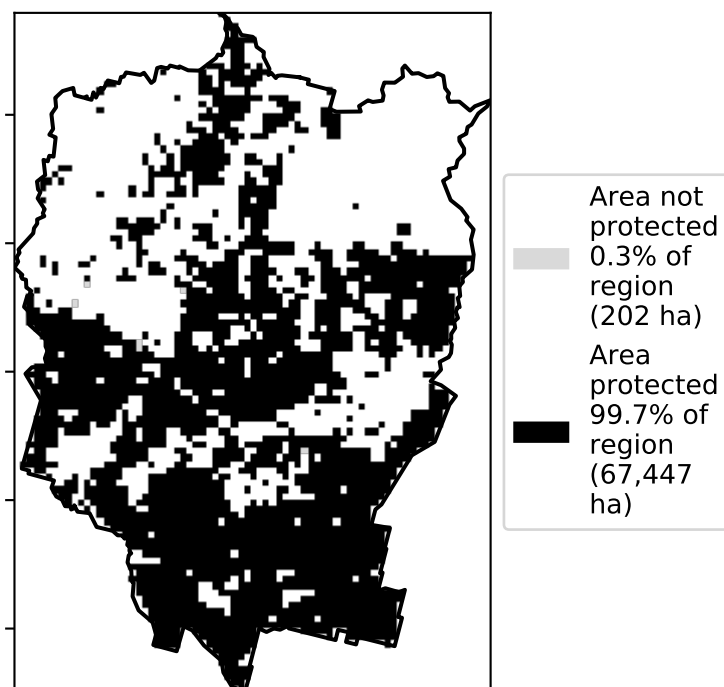 Area not
protected
0.3% of
region
(202 ha)
Area
protected
99.7% of
region
(67,447
ha)